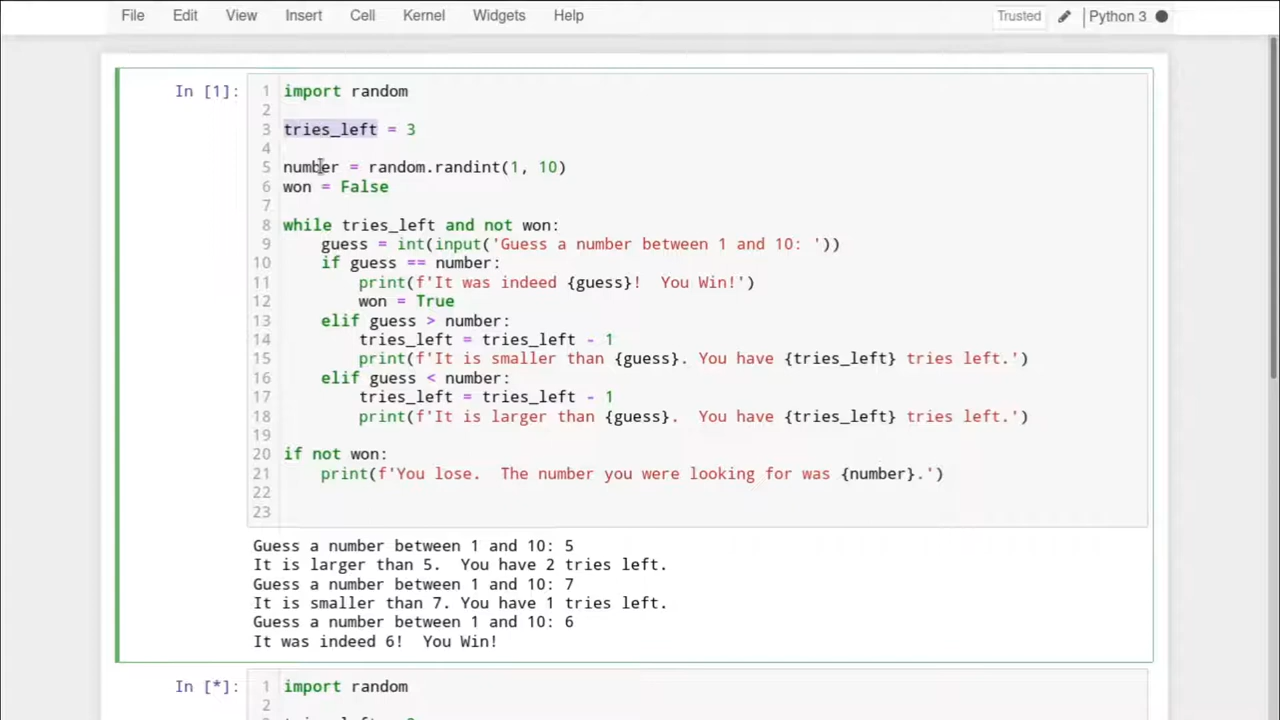 File Edit View Insert Cell Kernel Widgets Help Trusted Python 3
In [1]:
1 import random
2
3 tries_left = 3
4
5 number = random.randint(1, 10)
6 won = False
7
8 while tries_left and not won:
9     guess = int(input('Guess a number between 1 and 10: '))
10     if guess == number:
11         print(f'It was indeed {guess}!  You Win!')
12         won = True
13     elif guess > number:
14         tries_left = tries_left - 1
15         print(f'It is smaller than {guess}. You have {tries_left} tries left.')
16     elif guess < number:
17         tries_left = tries_left - 1
18         print(f'It is larger than {guess}.  You have {tries_left} tries left.')
19
20 if not won:
21     print(f'You lose.  The number you were looking for was {number}.')
22
23
Guess a number between 1 and 10: 5
It is larger than 5.  You have 2 tries left.
Guess a number between 1 and 10: 7
It is smaller than 7. You have 1 tries left.
Guess a number between 1 and 10: 6
It was indeed 6!  You Win!
In [*]:
1 import random
2